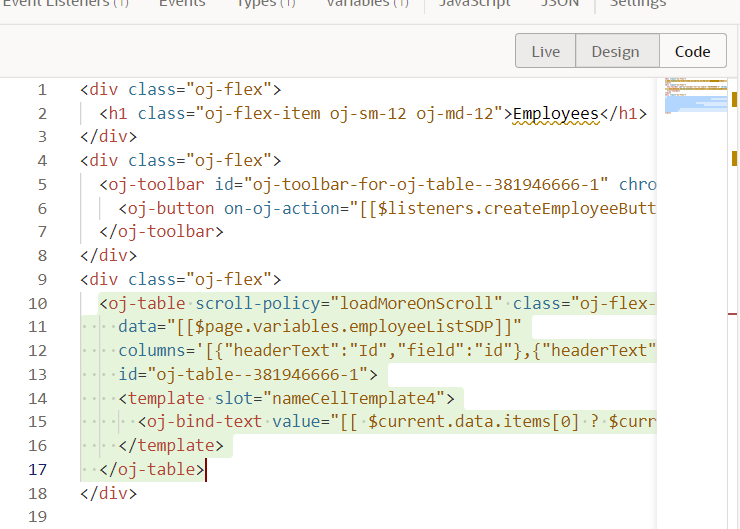 Event Listeners (1) Events Types (1) Variables (1) JavaScript JSON Settings
Live Design Code
1 <div class="oj-flex">
2 <h1 class="oj-flex-item oj-sm-12 oj-md-12">Employees</h1>
3 </div>
4 <div class="oj-flex">
5 <oj-toolbar id="oj-toolbar-for-oj-table--381946666-1" chro
6 <oj-button on-oj-action="[[$listeners.createEmployeeButt
7 </oj-toolbar>
8 </div>
9 <div class="oj-flex">
10 <oj-table scroll-policy="loadMoreOnScroll" class="oj-flex-
11 data="[[$page.variables.employeeListSDP]]"
12 columns='[{"headerText":"Id","field":"id"},{"headerText"
13 id="oj-table--381946666-1">
14 <template slot="nameCellTemplate4">
15 <oj-bind-text value="[[ $current.data.items[0] ? $curr
16 </template>
17 </oj-table>
18 </div>
19